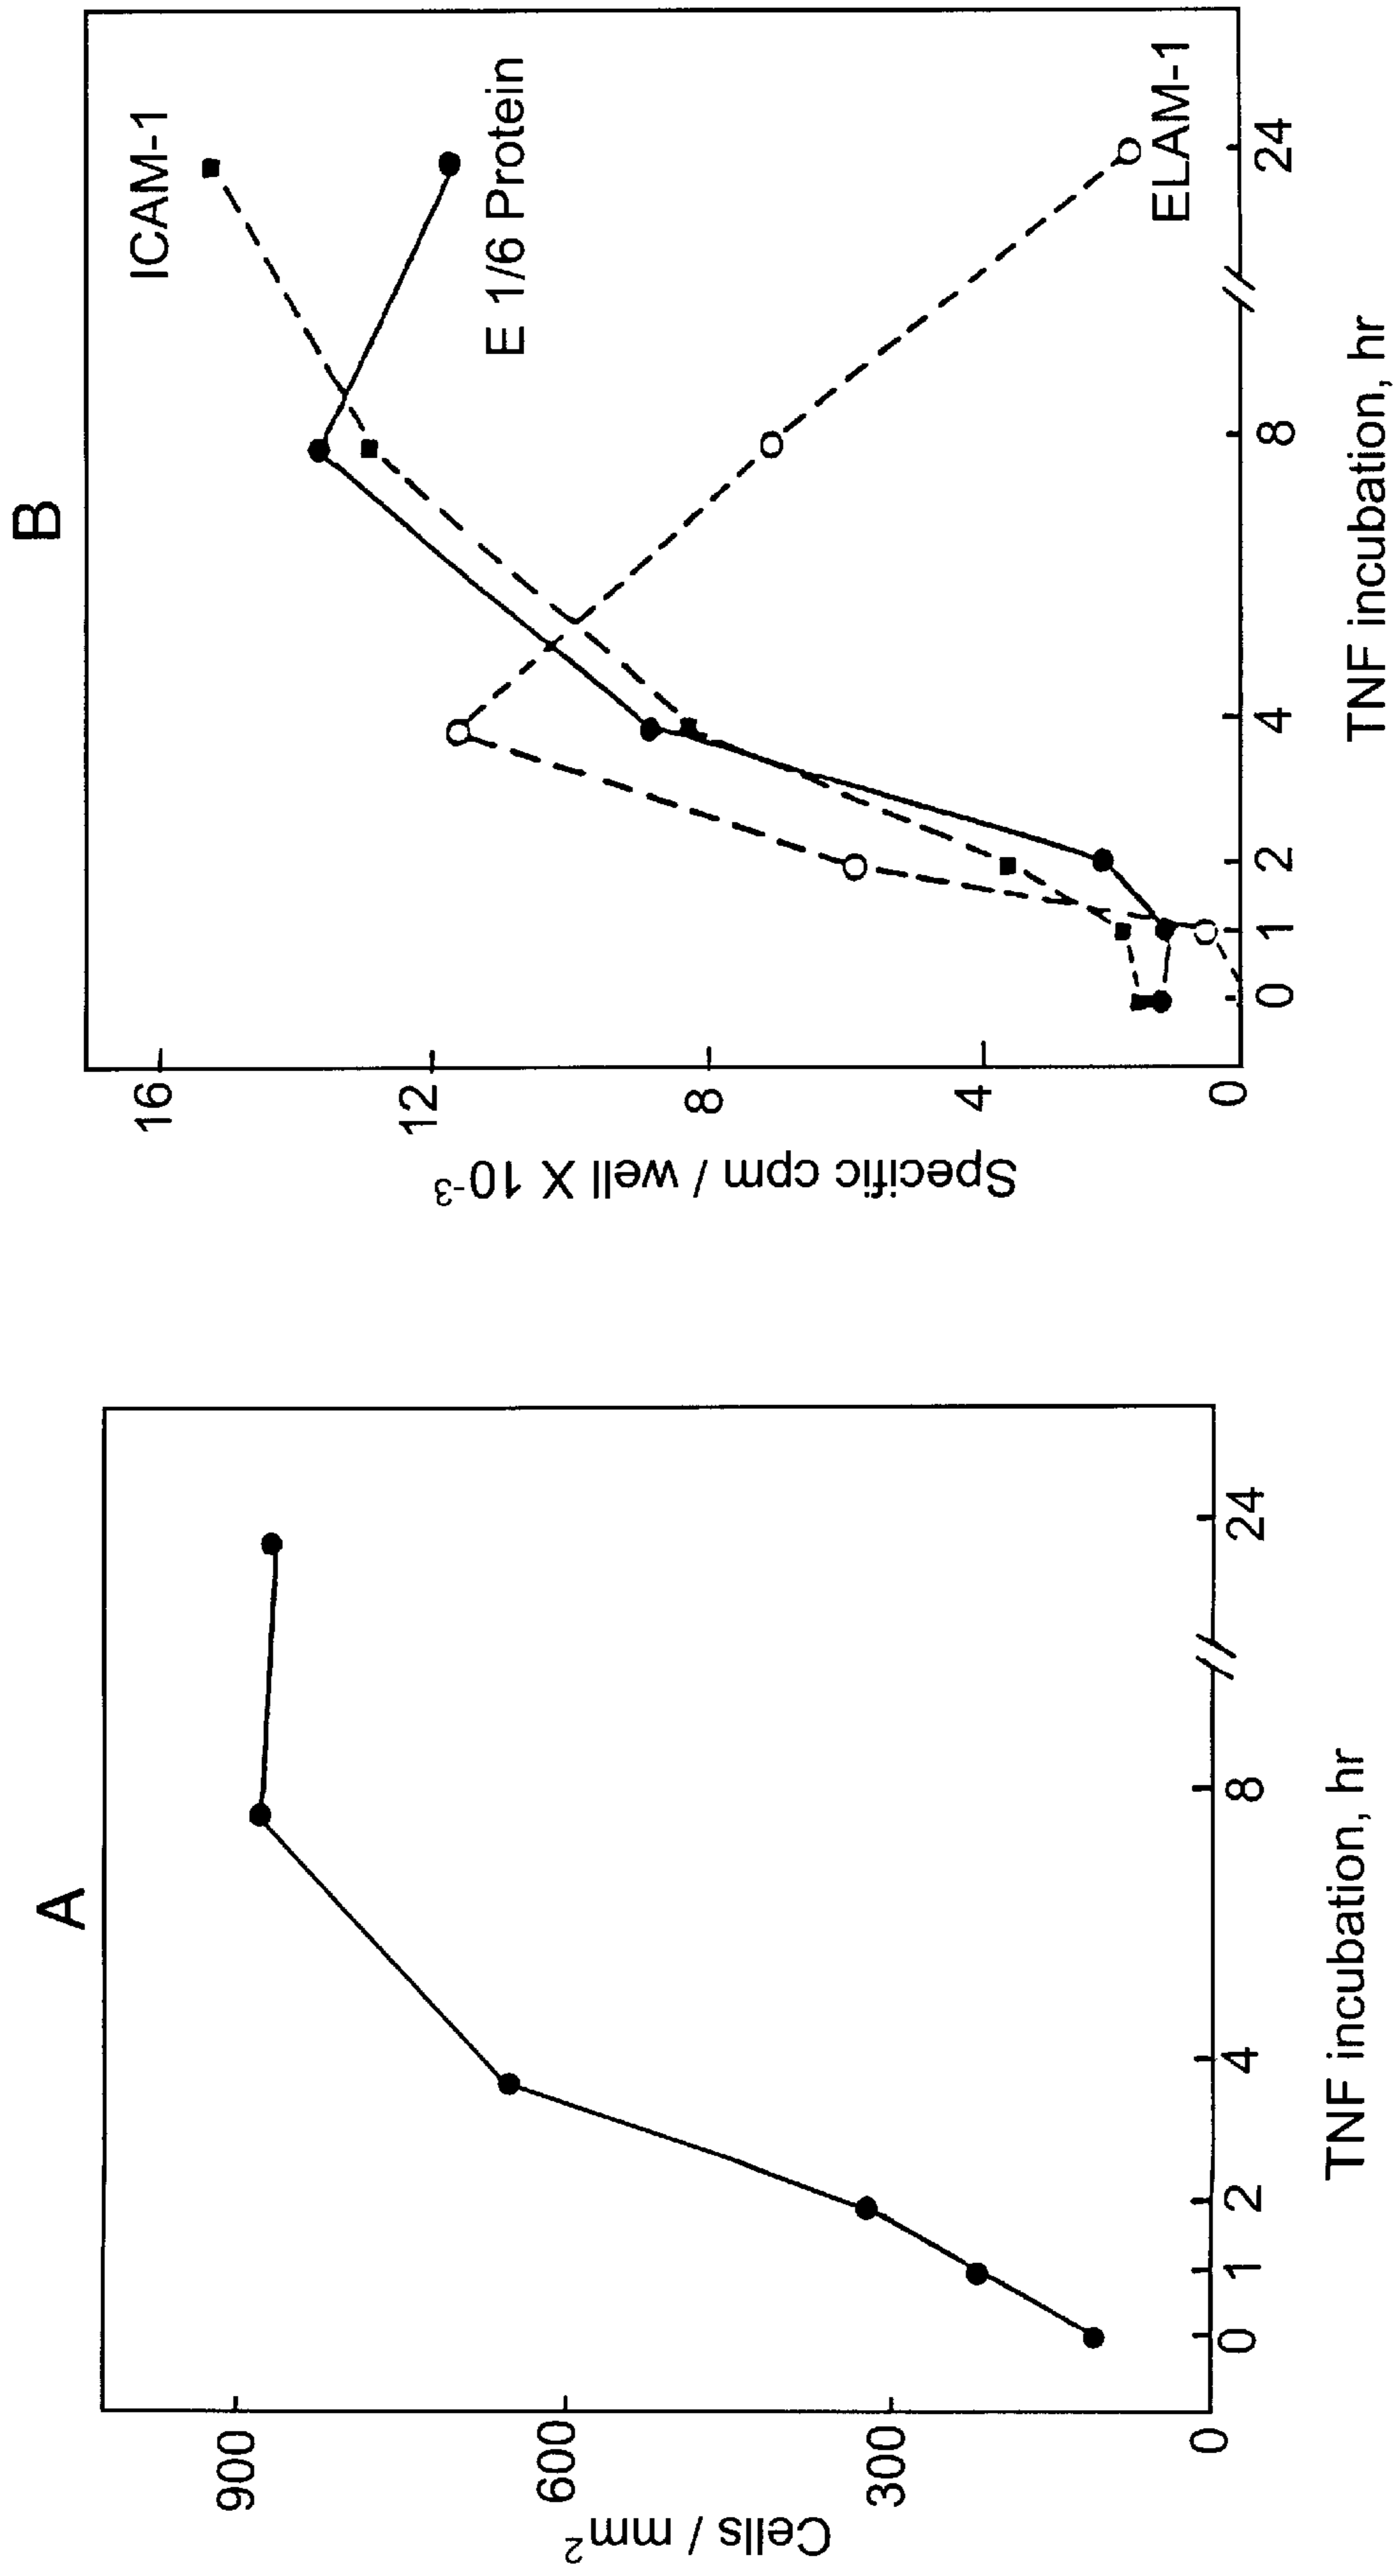 A
Cells / mm²
900
600
300
0
0 1 2 4 8 24
TNF incubation, hr
B
Specific cpm / well X 10⁻³
16
12
8
4
0
ICAM-1
E 1/6 Protein
ELAM-1
0 1 2 4 8 24
TNF incubation, hr